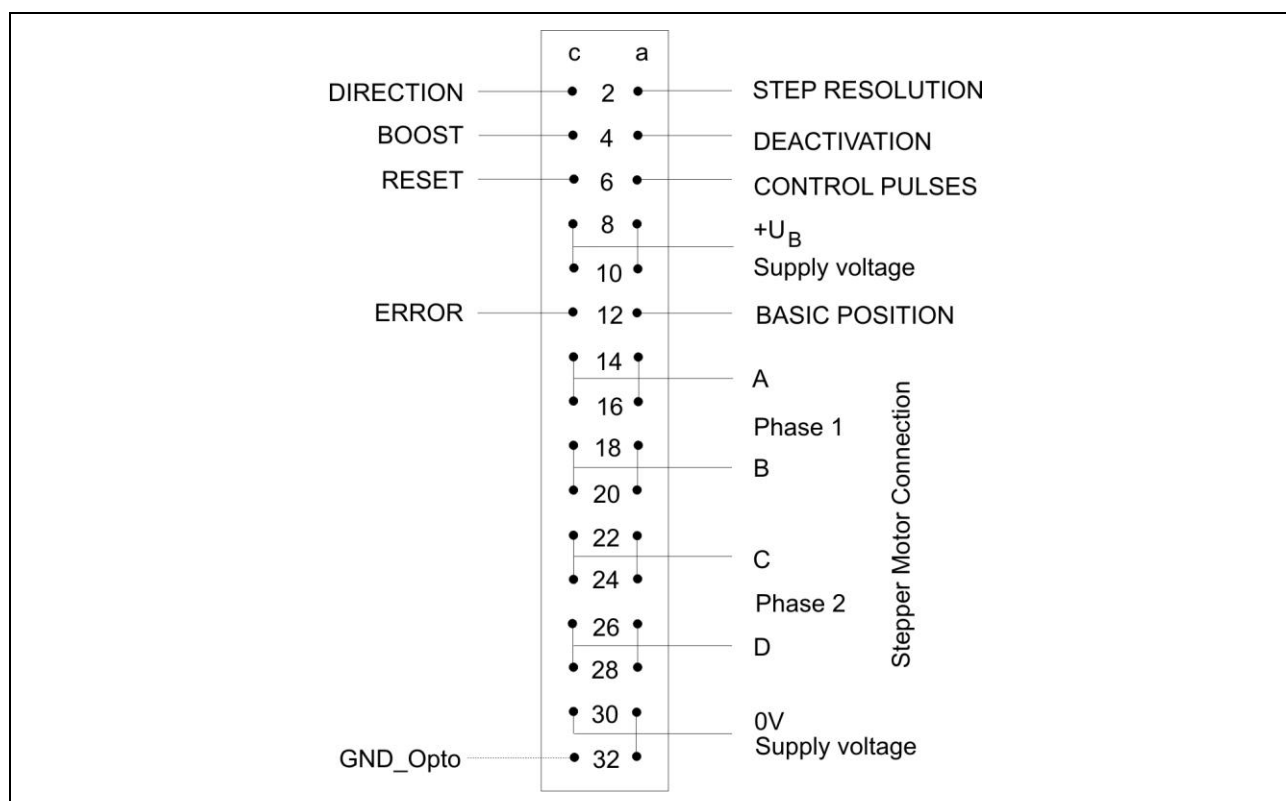 c a
DIRECTION 2 STEP RESOLUTION
BOOST 4 DEACTIVATION
RESET 6 CONTROL PULSES
8 +UB
10 Supply voltage
ERROR 12 BASIC POSITION
14
A
16
Phase 1
18
B
20
22
C
24
Phase 2
26
D
28
Stepper Motor Connection
30 0V
Supply voltage
GND_Opto 32